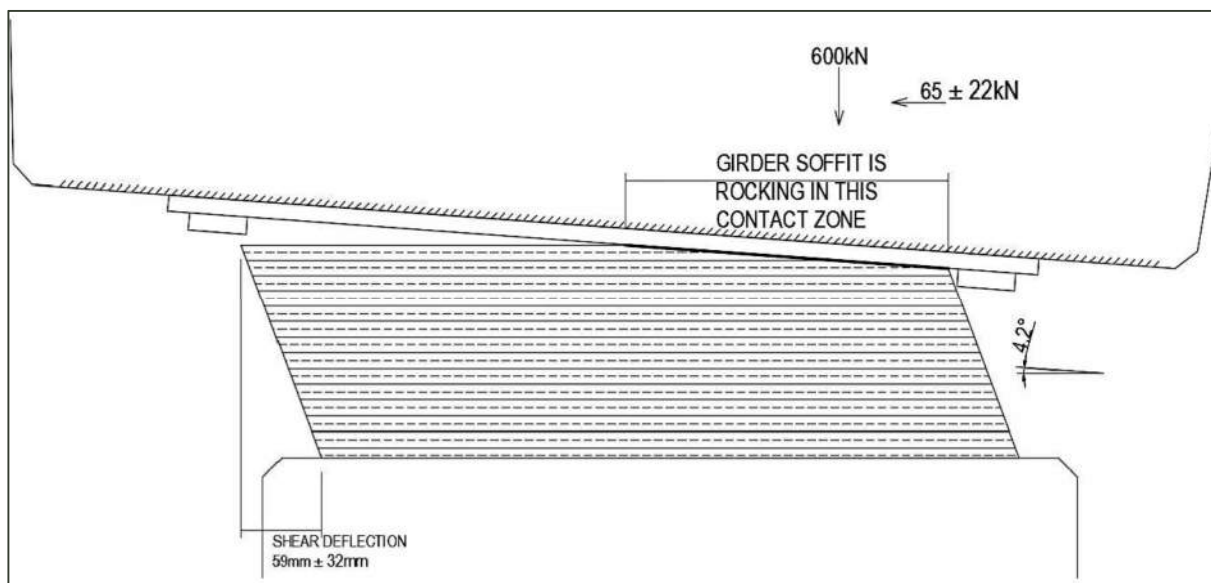 600kN
65 ± 22kN
GIRDER SOFFIT IS
ROCKING IN THIS
CONTACT ZONE
4.2°
SHEAR DEFLECTION
59mm ± 32mm